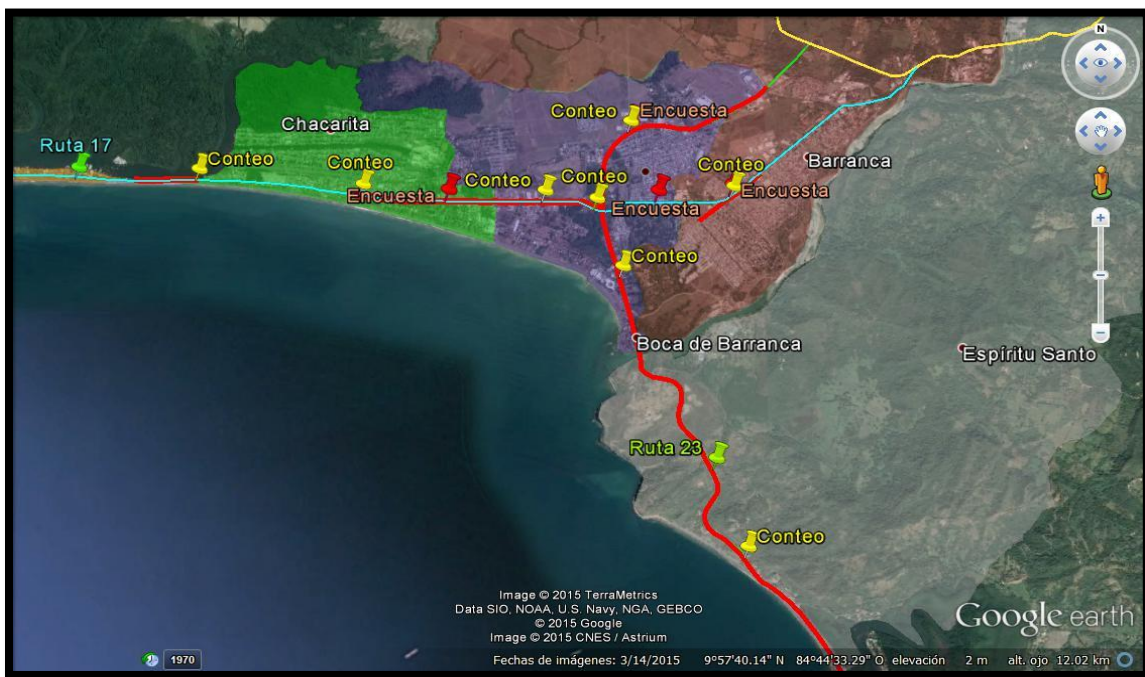 N
Conteo
Encuesta
Chacarita
Ruta 17
Conteo
Conteo
Conteo
Conteo
Conteo
Barranca
Encuesta
Encuesta
Encuesta
Conteo
Boca de Barranca
Espíritu Santo
Ruta 23
Conteo
Image © 2015 TerraMetrics
Data SIO, NOAA, U.S. Navy, NGA, GEBCO
© 2015 Google
Image © 2015 CNES / Astrium
Google earth
1970
Fechas de imágenes: 3/14/2015 9°57'40.14" N 84°44'33.29" O elevación 2 m alt. ojo 12.02 km